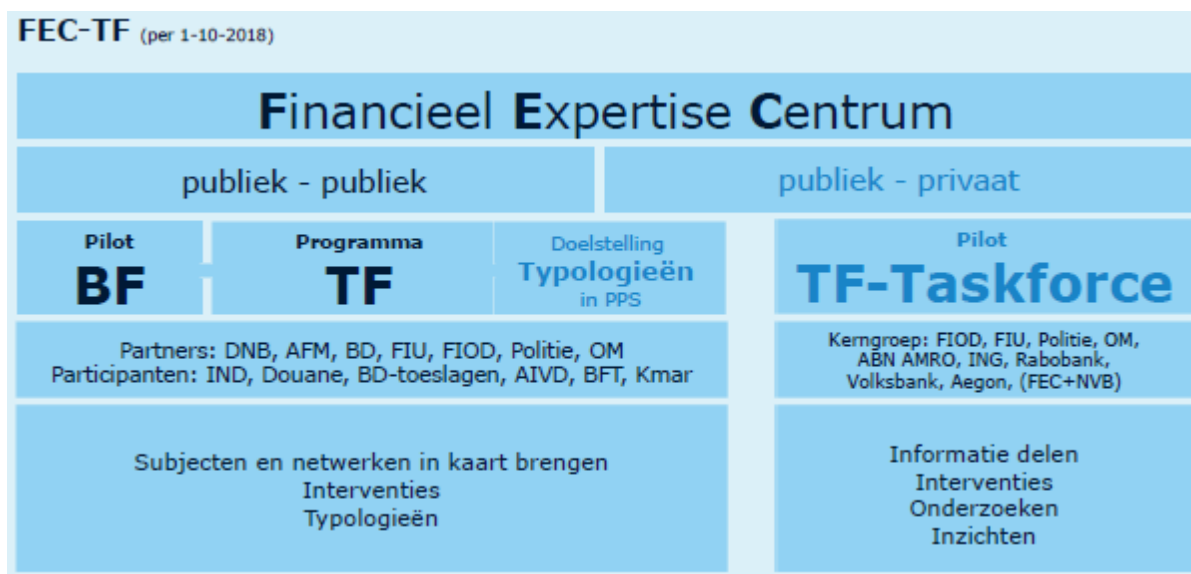 FEC-TF (per 1-10-2018)
Financieel Expertise Centrum
publiek - publiek
publiek - privaat
Pilot
BF
Programma
TF
Doelstelling
Typologieën
in PPS
Pilot
TF-Taskforce
Partners: DNB, AFM, BD, FIU, FIOD, Politie, OM
Participanten: IND, Douane, BD-toeslagen, AIVD, BFT, Kmar
Kerngroep: FIOD, FIU, Politie, OM,
ABN AMRO, ING, Rabobank,
Volksbank, Aegon, (FEC+NVB)
Subjecten en netwerken in kaart brengen
Interventies
Typologieën
Informatie delen
Interventies
Onderzoeken
Inzichten